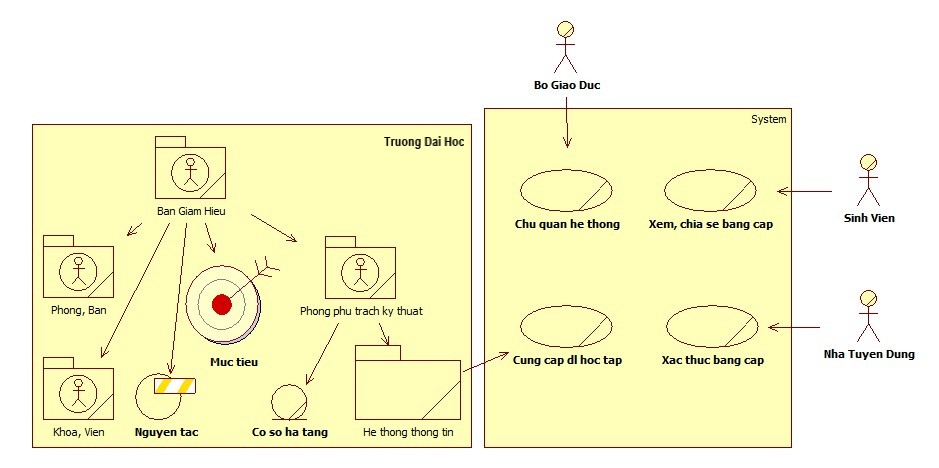 Bo Giao Duc
Truong Dai Hoc
System
Ban Giam Hieu
Chu quan he thong
Xem, chia se bang cap
Sinh Vien
Phong, Ban
Phong phu trach ky thuat
Muc tieu
Cung cap dl hoc tap
Xac thuc bang cap
Nha Tuyen Dung
Khoa, Vien
Nguyen tac
Co so ha tang
He thong thong tin